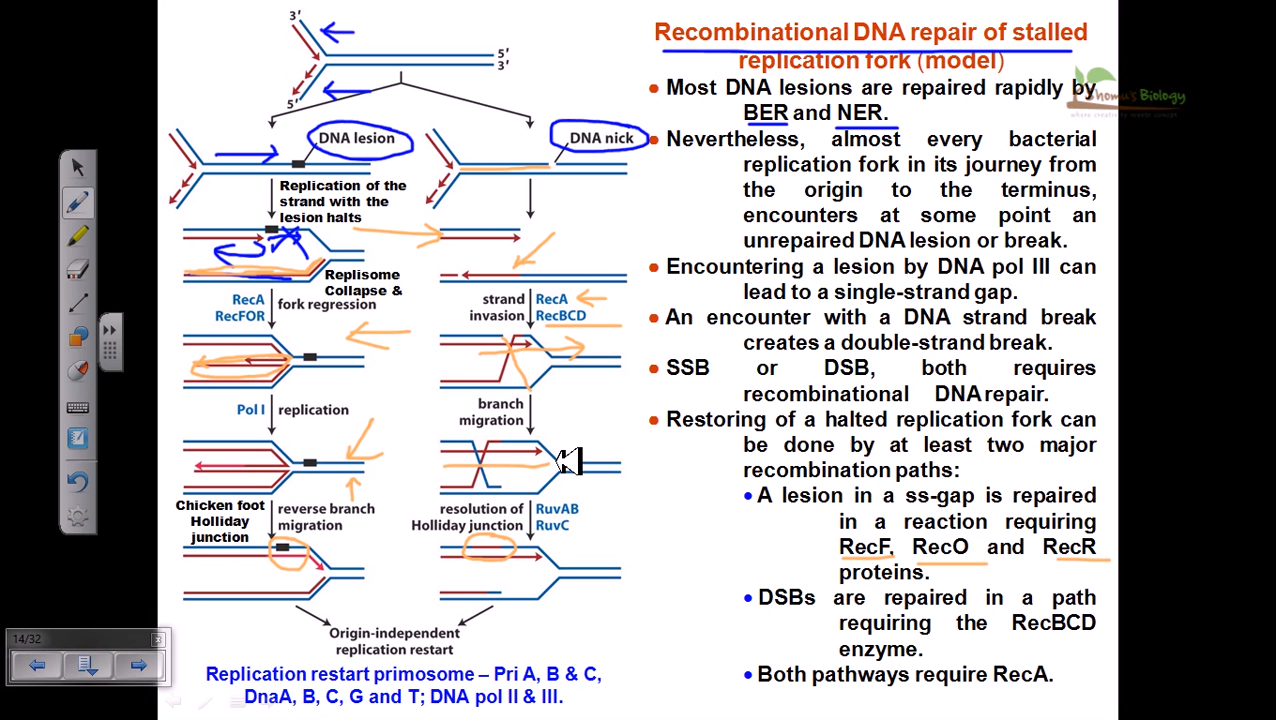 3′
5′
3′
5′
DNA lesion
DNA nick
Replication of the
strand with the
lesion halts
Replisome
Collapse &
RecA
RecFOR
fork regression
strand
invasion
RecA
RecBCD
Pol I
replication
branch
migration
Chicken foot
Holliday
junction
reverse branch
migration
resolution of
Holliday junction
RuvAB
RuvC
Origin-independent
replication restart
Replication restart primosome – Pri A, B & C,
DnaA, B, C, G and T; DNA pol II & III.
14/32
Recombinational DNA repair of stalled
replication fork (model)
Most DNA lesions are repaired rapidly by
BER and NER.
Nevertheless, almost every bacterial
replication fork in its journey from
the origin to the terminus,
encounters at some point an
unrepaired DNA lesion or break.
Encountering a lesion by DNA pol III can
lead to a single-strand gap.
An encounter with a DNA strand break
creates a double-strand break.
SSB or DSB, both requires
recombinational DNA repair.
Restoring of a halted replication fork can
be done by at least two major
recombination paths:
A lesion in a ss-gap is repaired
in a reaction requiring
RecF, RecO and RecR
proteins.
DSBs are repaired in a path
requiring the RecBCD
enzyme.
Both pathways require RecA.
Shomu's Biology